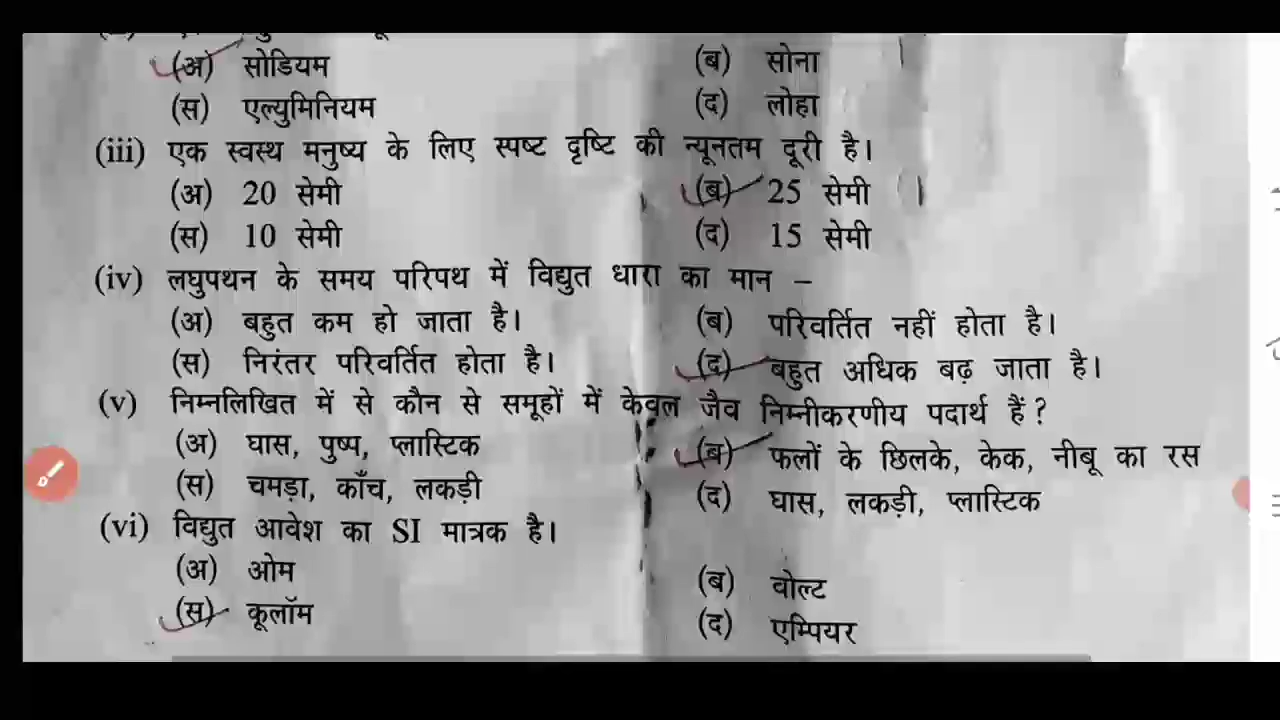 (अ) सोडियम (ब) सोना
(स) एल्युमिनियम (द) लोहा
(iii) एक स्वस्थ मनुष्य के लिए स्पष्ट दृष्टि की न्यूनतम दूरी है।
(अ) 20 सेमी (ब) 25 सेमी
(स) 10 सेमी (द) 15 सेमी
(iv) लघुपथन के समय परिपथ में विद्युत धारा का मान –
(अ) बहुत कम हो जाता है। (ब) परिवर्तित नहीं होता है।
(स) निरंतर परिवर्तित होता है। (द) बहुत अधिक बढ़ जाता है।
(v) निम्नलिखित में से कौन से समूहों में केवल जैव निम्नीकरणीय पदार्थ हैं ?
(अ) घास, पुष्प, प्लास्टिक (ब) फलों के छिलके, केक, नीबू का रस
(स) चमड़ा, काँच, लकड़ी (द) घास, लकड़ी, प्लास्टिक
(vi) विद्युत आवेश का SI मात्रक है।
(अ) ओम (ब) वोल्ट
(स) कूलॉम (द) एम्पियर